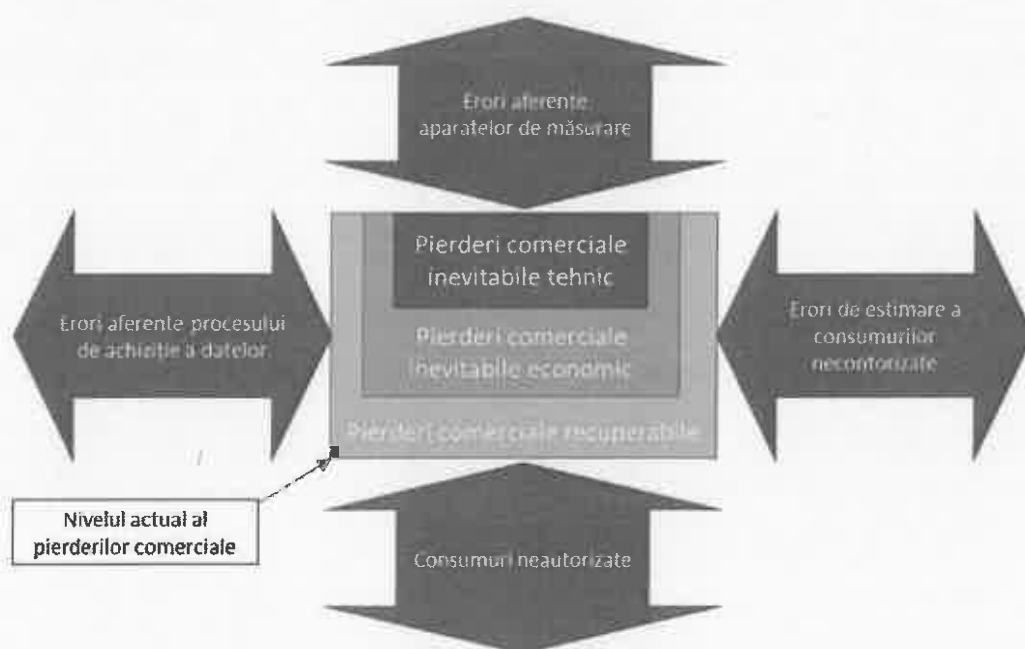 Erori aferente
aparatelor de măsurare
Pierderi comerciale
inevitabile tehnic
Erori aferente procesului
de achiziție a datelor
Pierderi comerciale
inevitabile economic
Erori de estimare a
consumurilor
necontorizate
Pierderi comerciale recuperabile
Nivelul actual al
pierderilor comerciale
Consumuri neautorizate